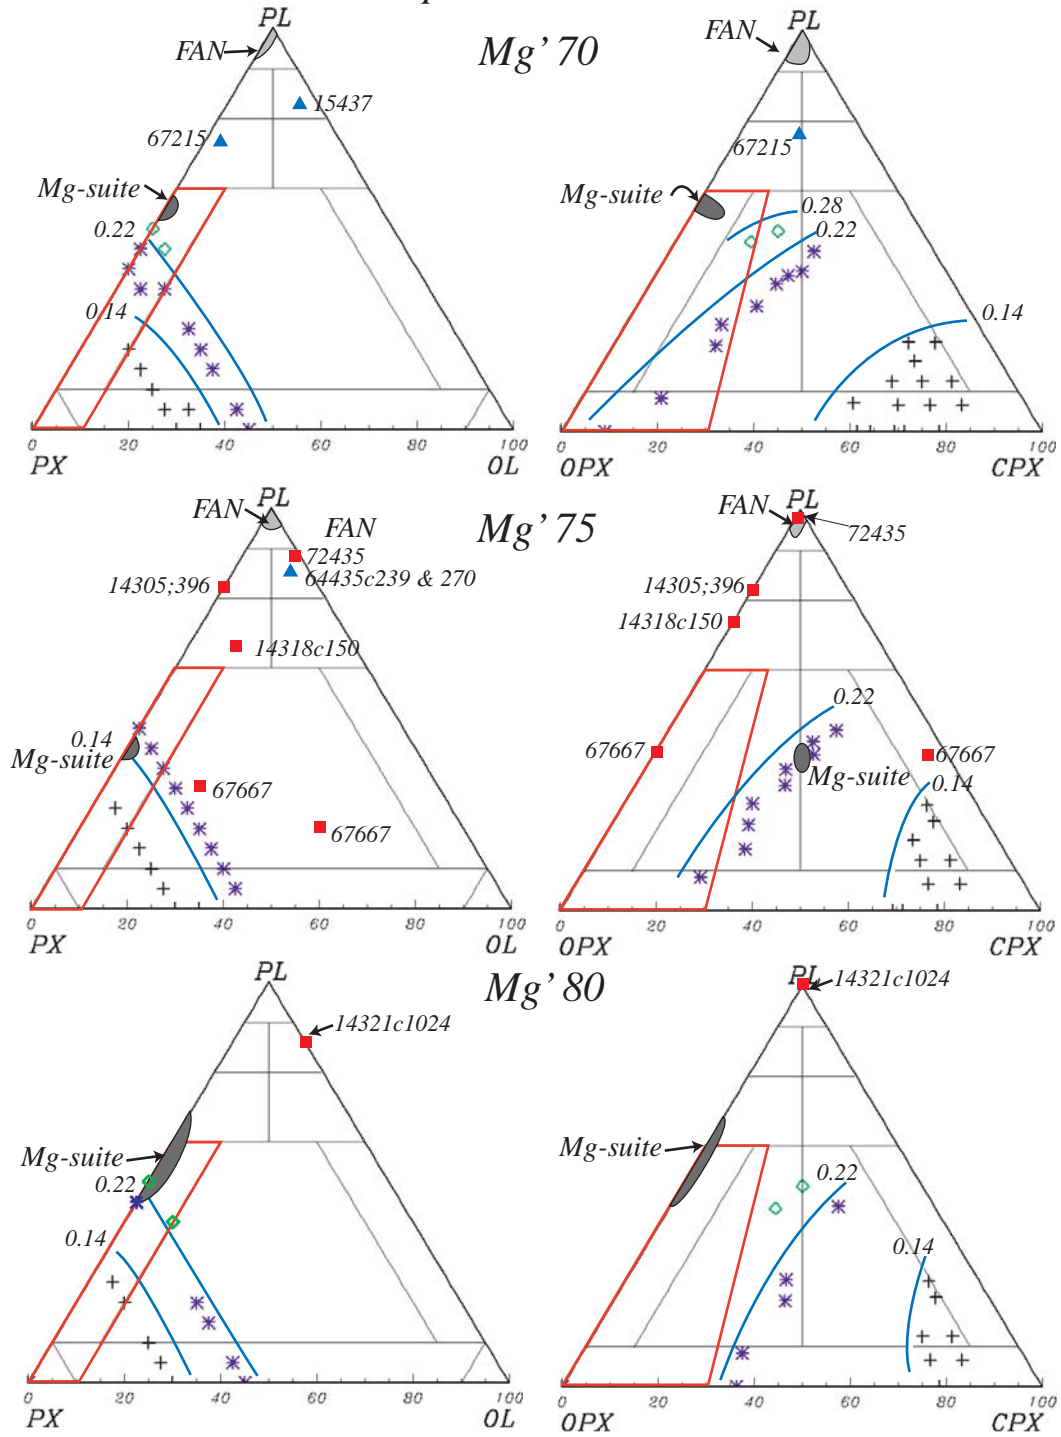 PL
FAN
Mg' 70
15437
67215
Mg-suite
0.22
0.14
0 20 40 60 80 100
PX OL
PL
FAN
67215
Mg-suite
0.28
0.22
0.14
0 20 40 60 80 100
OPX CPX
PL
FAN
FAN
Mg' 75
72435
64435c239 & 270
14305;396
14318c150
0.14
Mg-suite
67667
67667
0 20 40 60 80 100
PX OL
PL
FAN
72435
14305;396
14318c150
0.22
67667
67667
Mg-suite
0.14
0 20 40 60 80 100
OPX CPX
PL
Mg' 80
14321c1024
Mg-suite
0.22
0.14
0 20 40 60 80 100
PX OL
PL
14321c1024
Mg-suite
0.22
0.14
0 20 40 60 80 100
OPX CPX